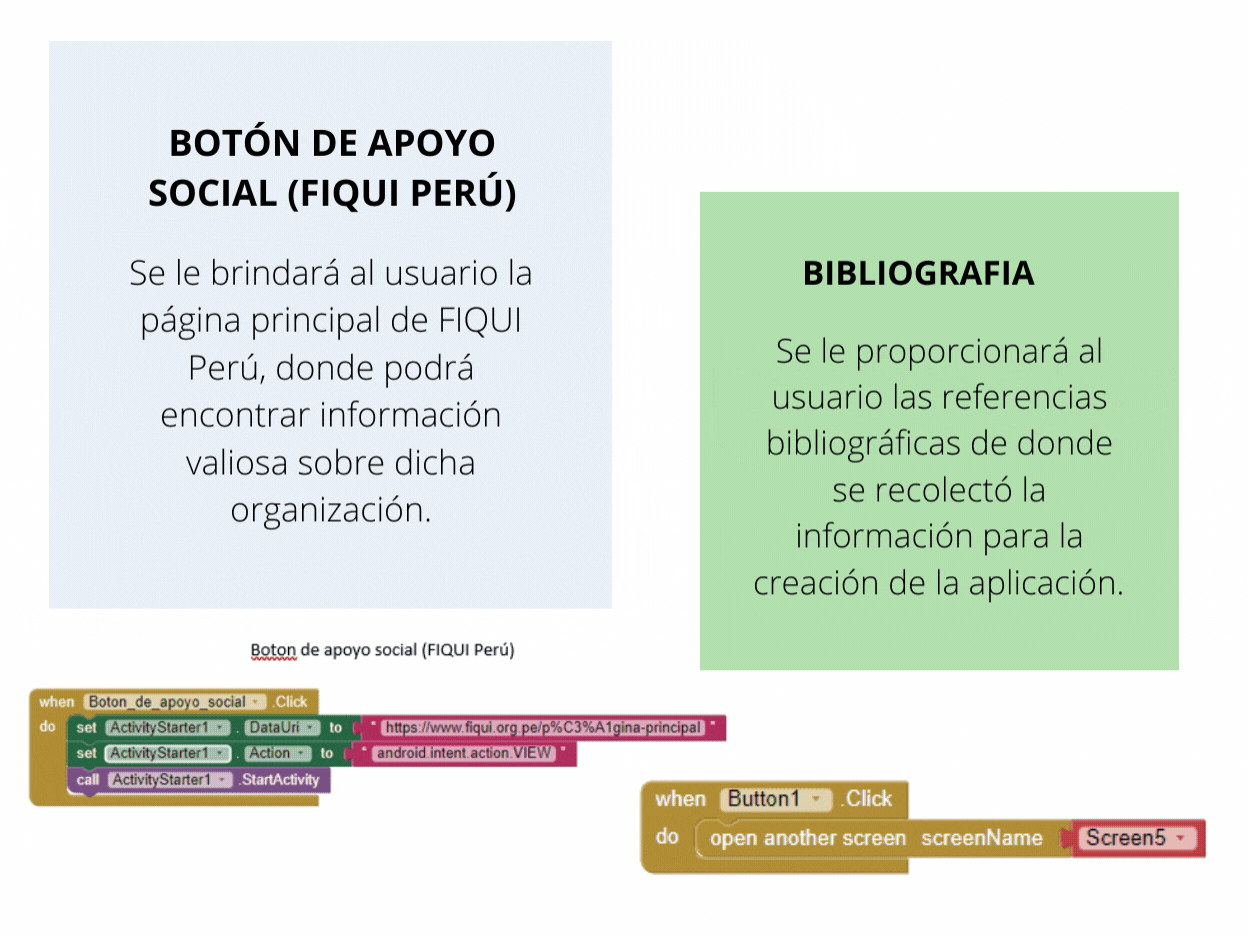 BOTÓN DE APOYO
SOCIAL (FIQUI PERÚ)
Se le brindará al usuario la
página principal de FIQUI
Perú, donde podrá
encontrar información
valiosa sobre dicha
organización.
BIBLIOGRAFIA
Se le proporcionará al
usuario las referencias
bibliográficas de donde
se recolectó la
información para la
creación de la aplicación.
Boton de apoyo social (FIQUI Perú)
when Boton_de_apoyo_social .Click
do set ActivityStarter1 . DataUri to " https://www.fiqui.org.pe/p%C3%A1gina-principal "
set ActivityStarter1 . Action to " android.intent.action.VIEW "
call ActivityStarter1 .StartActivity
when Button1 .Click
do open another screen screenName Screen5